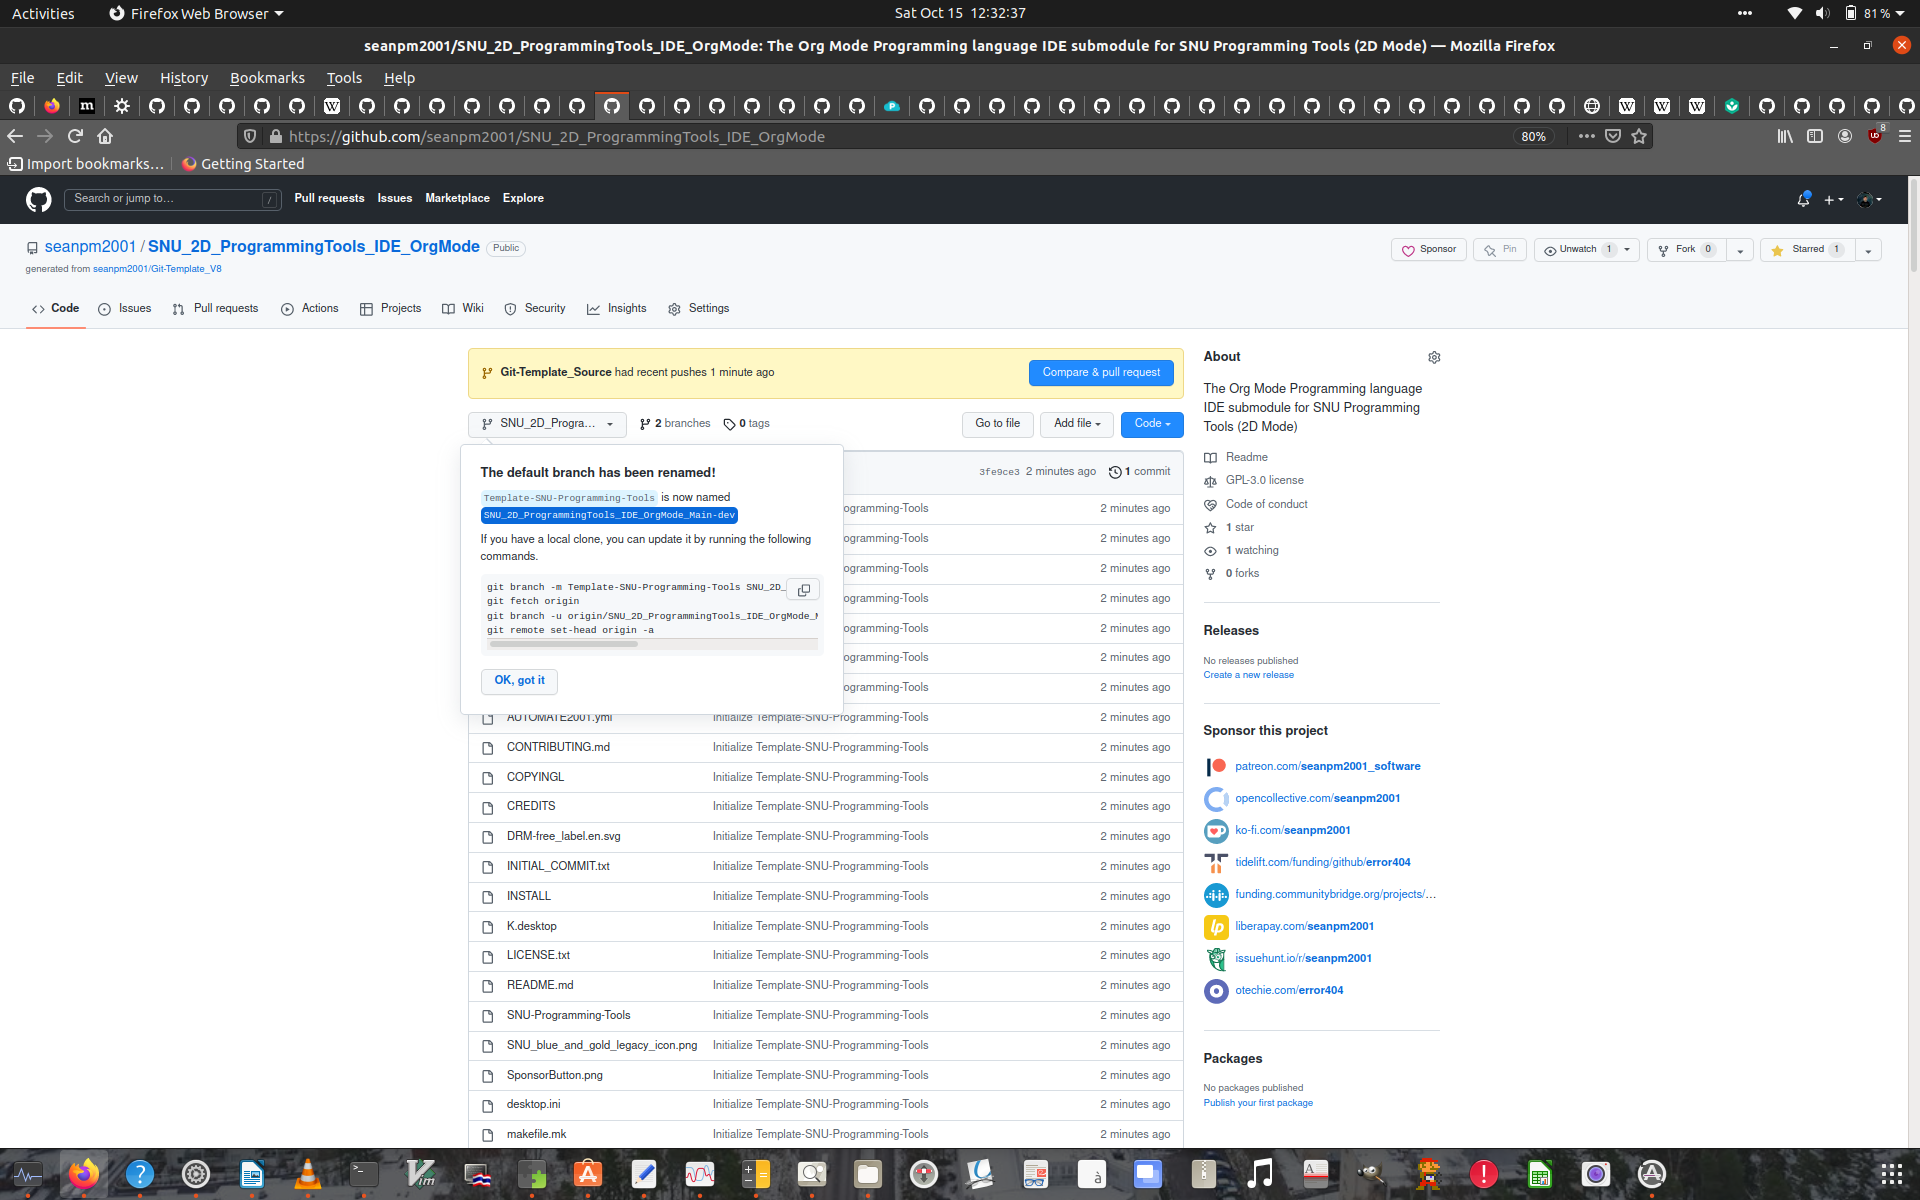 Activities
Firefox Web Browser
Sat Oct 15 12:32:37
81 %
seanpm2001/SNU_2D_ProgrammingTools_IDE_OrgMode: The Org Mode Programming language IDE submodule for SNU Programming Tools (2D Mode) — Mozilla Firefox
File Edit View History Bookmarks Tools Help
https://github.com/seanpm2001/SNU_2D_ProgrammingTools_IDE_OrgMode
80%
8
Import bookmarks…
Getting Started
Search or jump to…
/
Pull requests Issues Marketplace Explore
seanpm2001 / SNU_2D_ProgrammingTools_IDE_OrgMode Public
generated from seanpm2001/Git-Template_V8
Sponsor
Pin
Unwatch 1
Fork 0
Starred 1
Code Issues Pull requests Actions Projects Wiki Security Insights Settings
Git-Template_Source had recent pushes 1 minute ago
Compare & pull request
SNU_2D_Progra…
2 branches 0 tags
Go to file
Add file
Code
The default branch has been renamed!
Template-SNU-Programming-Tools is now named
SNU_2D_ProgrammingTools_IDE_OrgMode_Main-dev
If you have a local clone, you can update it by running the following
commands.
git branch -m Template-SNU-Programming-Tools SNU_2D_
git fetch origin
git branch -u origin/SNU_2D_ProgrammingTools_IDE_OrgMode_M
git remote set-head origin -a
OK, got it
3fe9ce3 2 minutes ago 1 commit
ogramming-Tools 2 minutes ago
ogramming-Tools 2 minutes ago
ogramming-Tools 2 minutes ago
ogramming-Tools 2 minutes ago
ogramming-Tools 2 minutes ago
ogramming-Tools 2 minutes ago
ogramming-Tools 2 minutes ago
AUTOMATE2001.yml Initialize Template-SNU-Programming-Tools 2 minutes ago
CONTRIBUTING.md Initialize Template-SNU-Programming-Tools 2 minutes ago
COPYINGL Initialize Template-SNU-Programming-Tools 2 minutes ago
CREDITS Initialize Template-SNU-Programming-Tools 2 minutes ago
DRM-free_label.en.svg Initialize Template-SNU-Programming-Tools 2 minutes ago
INITIAL_COMMIT.txt Initialize Template-SNU-Programming-Tools 2 minutes ago
INSTALL Initialize Template-SNU-Programming-Tools 2 minutes ago
K.desktop Initialize Template-SNU-Programming-Tools 2 minutes ago
LICENSE.txt Initialize Template-SNU-Programming-Tools 2 minutes ago
README.md Initialize Template-SNU-Programming-Tools 2 minutes ago
SNU-Programming-Tools Initialize Template-SNU-Programming-Tools 2 minutes ago
SNU_blue_and_gold_legacy_icon.png Initialize Template-SNU-Programming-Tools 2 minutes ago
SponsorButton.png Initialize Template-SNU-Programming-Tools 2 minutes ago
desktop.ini Initialize Template-SNU-Programming-Tools 2 minutes ago
makefile.mk Initialize Template-SNU-Programming-Tools 2 minutes ago
About
The Org Mode Programming language
IDE submodule for SNU Programming
Tools (2D Mode)
Readme
GPL-3.0 license
Code of conduct
1 star
1 watching
0 forks
Releases
No releases published
Create a new release
Sponsor this project
patreon.com/seanpm2001_software
opencollective.com/seanpm2001
ko-fi.com/seanpm2001
tidelift.com/funding/github/error404
funding.communitybridge.org/projects/…
liberapay.com/seanpm2001
issuehunt.io/r/seanpm2001
otechie.com/error404
Packages
No packages published
Publish your first package